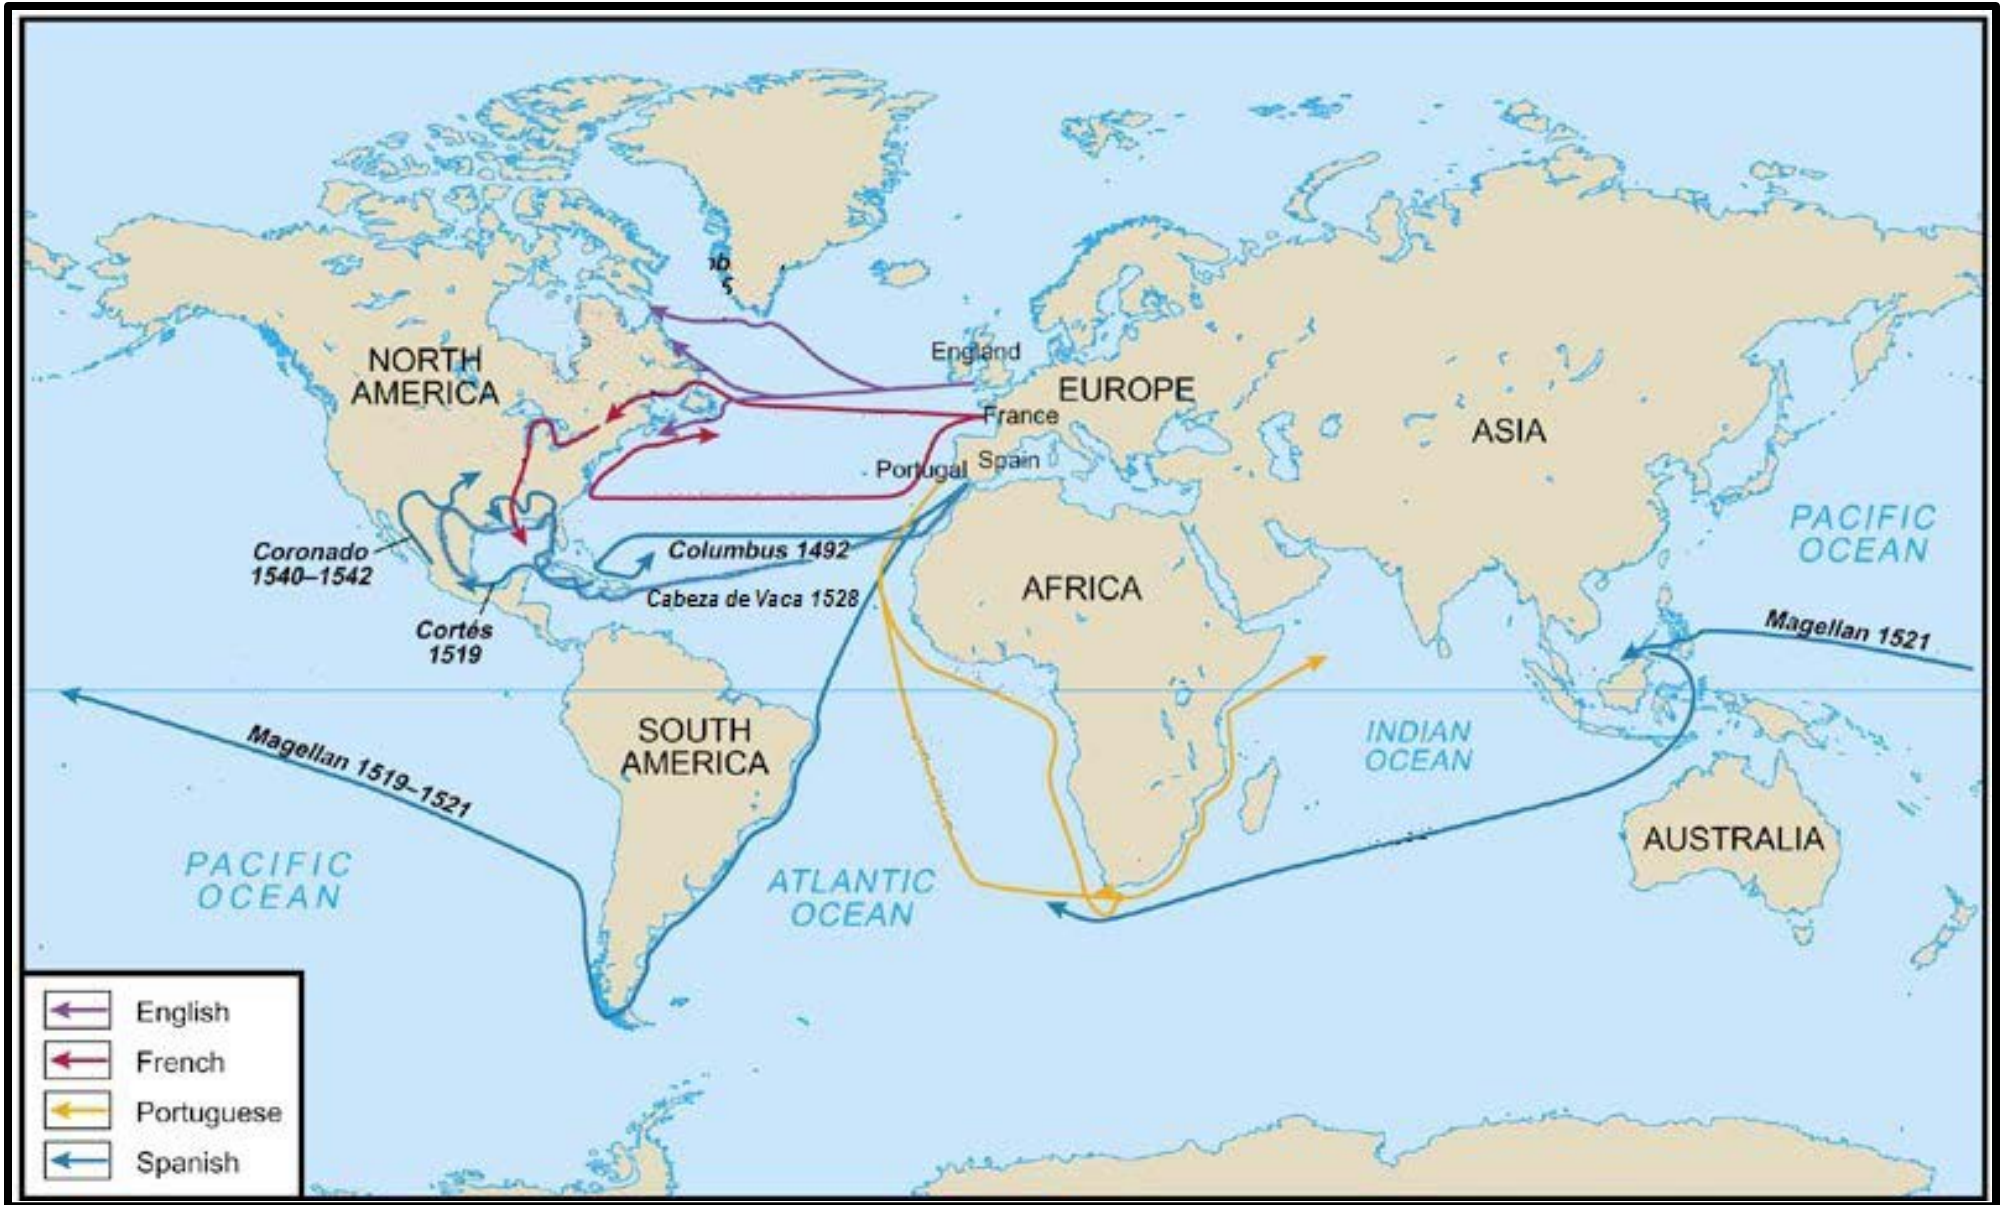 England
NORTH
AMERICA
EUROPE
France
ASIA
Portugal
Spain
PACIFIC
OCEAN
Coronado
1540–1542
Columbus 1492
AFRICA
Cabeza de Vaca 1528
Cortés
1519
Magellan 1521
SOUTH
AMERICA
INDIAN
OCEAN
Magellan 1519–1521
AUSTRALIA
PACIFIC
OCEAN
ATLANTIC
OCEAN
English
French
Portuguese
Spanish